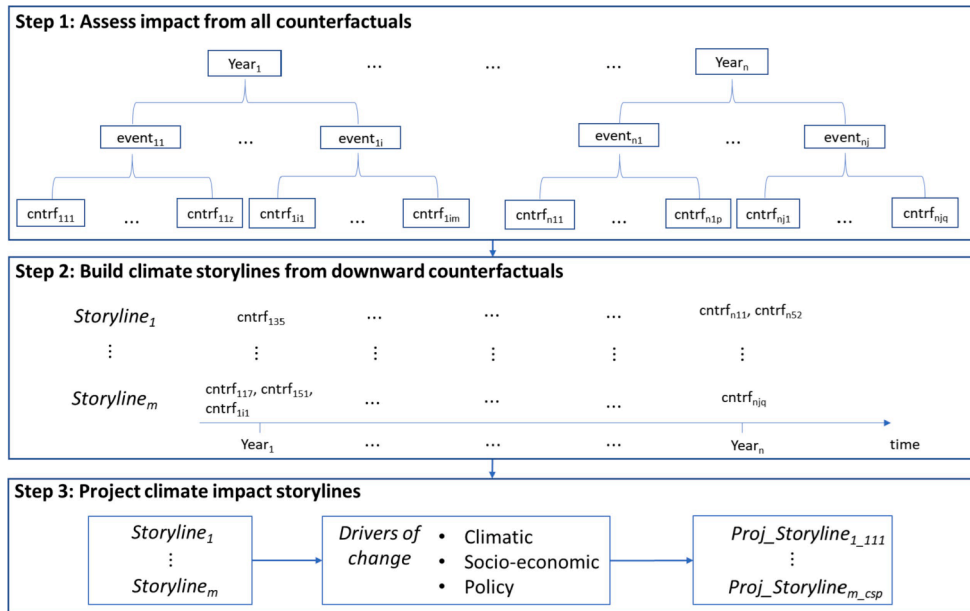 Step 1: Assess impact from all counterfactuals
Year₁ ... ... ... Yearₙ
event₁₁ ... event₁ᵢ eventₙ₁ ... eventₙⱼ
cntrf₁₁₁ ... cntrf₁₁z cntrf₁ᵢ₁ ... cntrf₁ᵢₘ cntrfₙ₁₁ ... cntrfₙ₁ₚ cntrfₙⱼ₁ ... cntrfₙⱼq
Step 2: Build climate storylines from downward counterfactuals
Storyline₁ cntrf₁₃₅ ... ... ... cntrfₙ₁₁, cntrfₙ₅₂
⋮ ⋮ ⋮ ⋮ ⋮ ⋮
Storylineₘ cntrf₁₁₇, cntrf₁₅₁, ... ... ... cntrfₙⱼq
cntrf₁ᵢ₁
Year₁ ... ... ... Yearₙ time
Step 3: Project climate impact storylines
Storyline₁
⋮
Storylineₘ
Drivers of
change
• Climatic
• Socio-economic
• Policy
Proj_Storyline₁_₁₁₁
⋮
Proj_Storylineₘ_csp